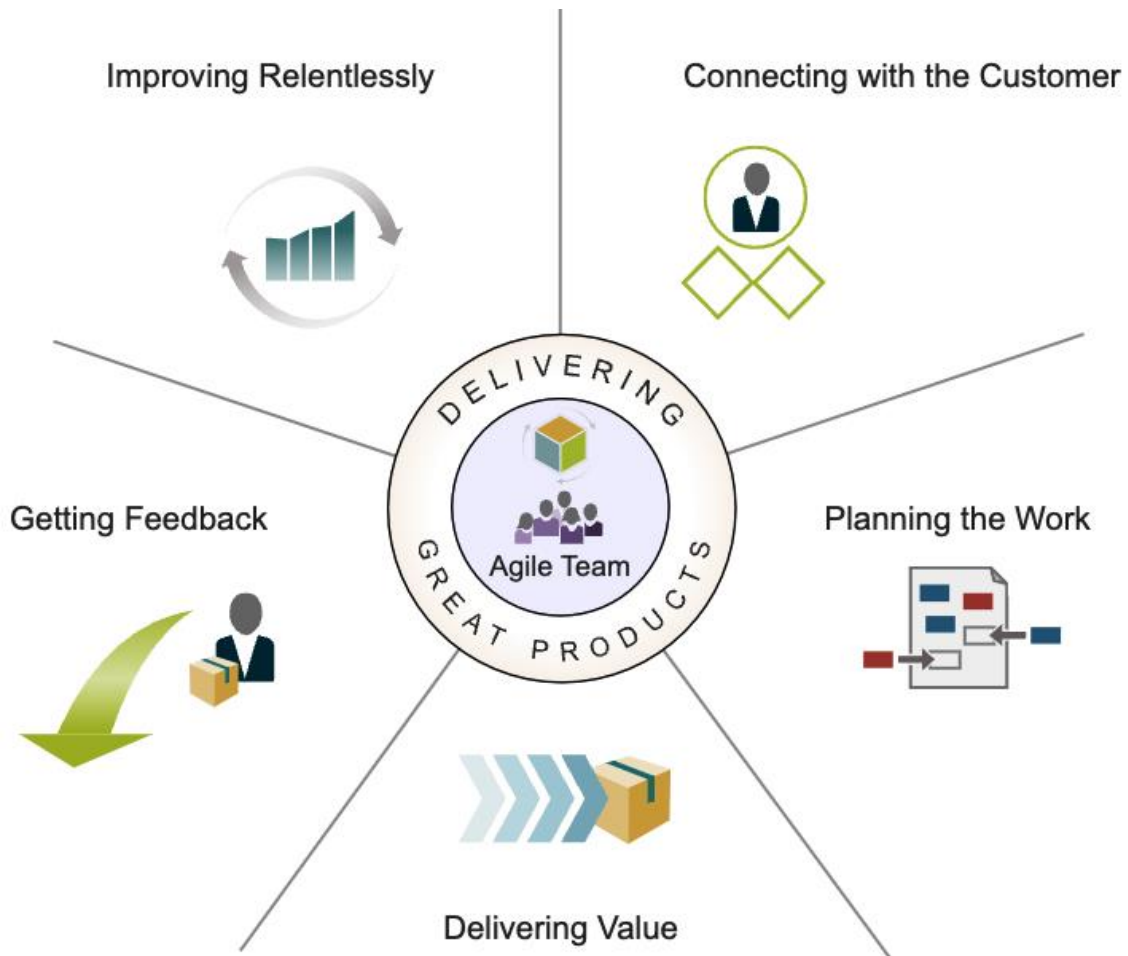 Improving Relentlessly
Connecting with the Customer
DELIVERING
GREAT PRODUCTS
Agile Team
Getting Feedback
Planning the Work
Delivering Value